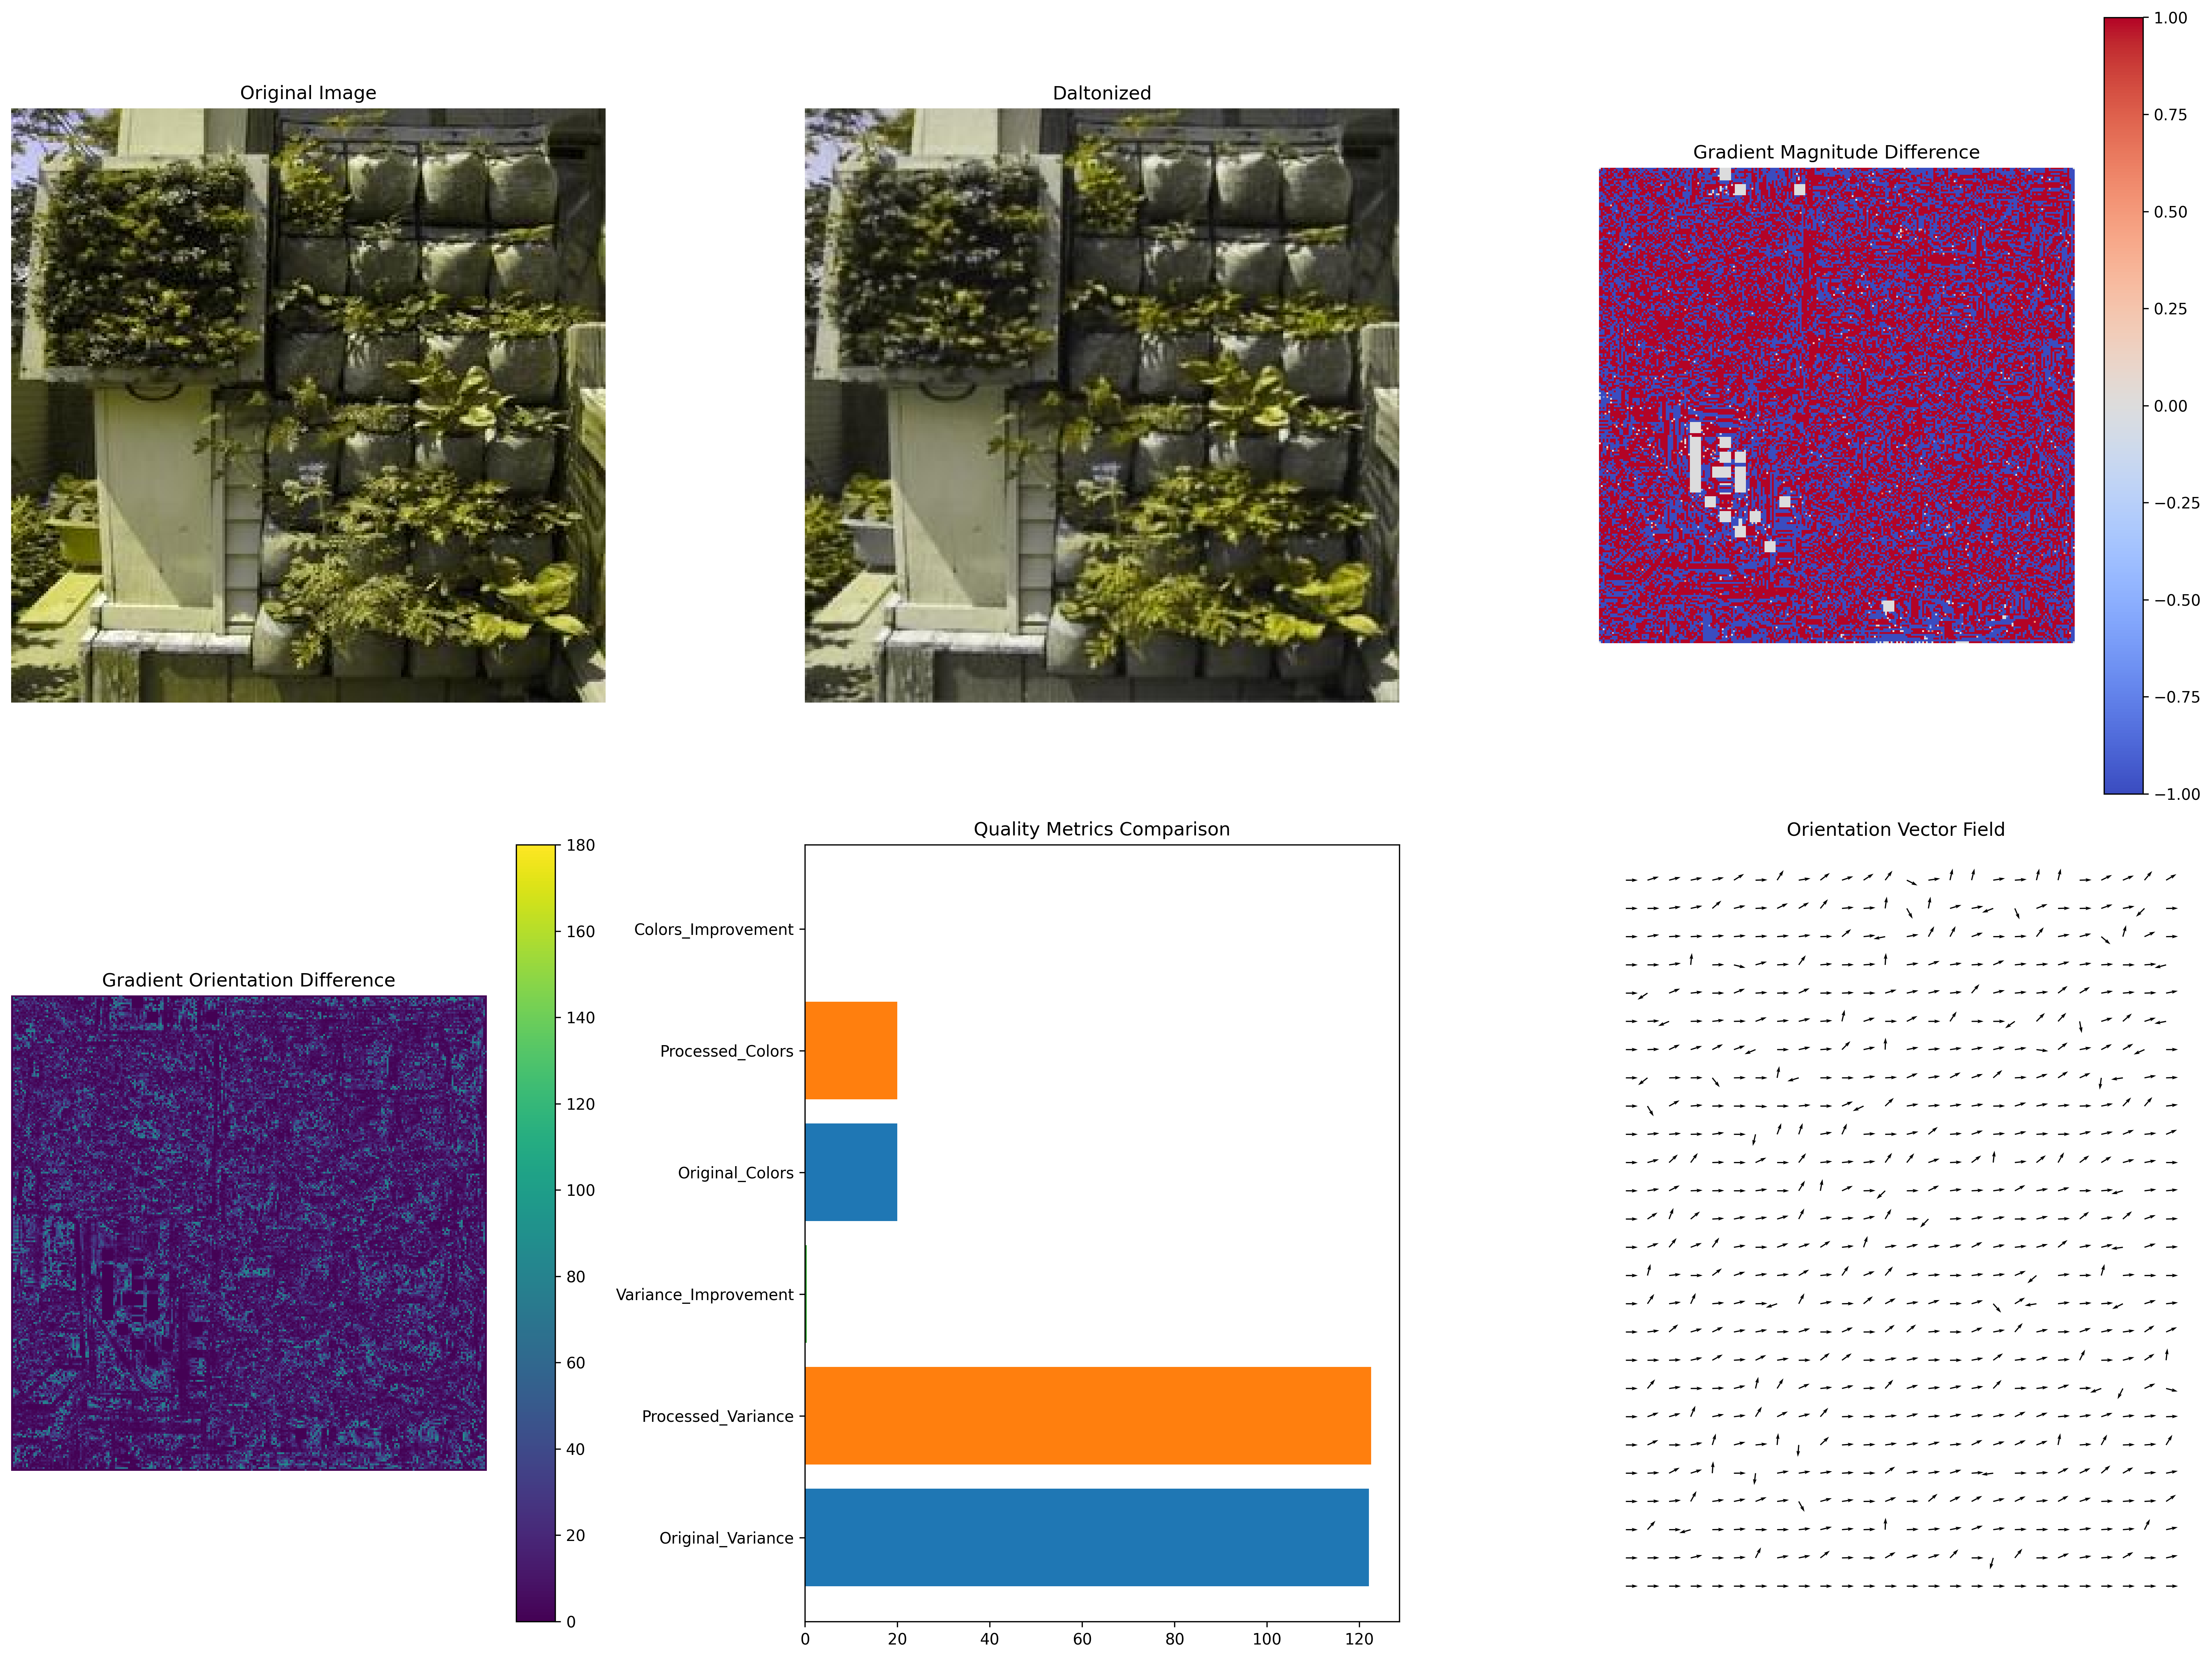 Original Image
Daltonized
Gradient Magnitude Difference
1.00
0.75
0.50
0.25
0.00
−0.25
−0.50
−0.75
−1.00
Gradient Orientation Difference
180
160
140
120
100
80
60
40
20
0
Quality Metrics Comparison
Colors_Improvement
Processed_Colors
Original_Colors
Variance_Improvement
Processed_Variance
Original_Variance
0 20 40 60 80 100 120
Orientation Vector Field